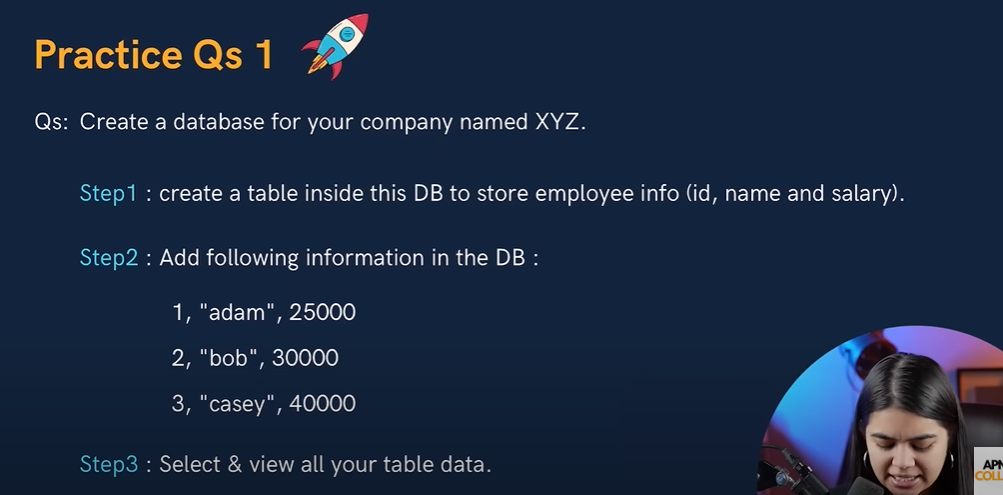 Practice Qs 1
Qs: Create a database for your company named XYZ.
Step1 : create a table inside this DB to store employee info (id, name and salary).
Step2 : Add following information in the DB :
1, "adam", 25000
2, "bob", 30000
3, "casey", 40000
Step3 : Select & view all your table data.